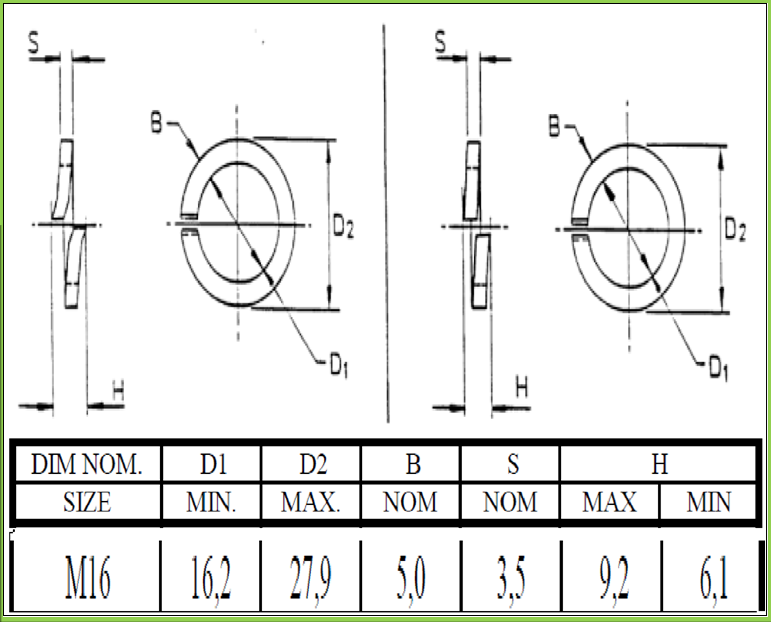 S
B
D2
D1
H
S
B
D2
D1
H
DIM NOM. D1 D2 B S H
SIZE MIN. MAX. NOM NOM MAX MIN
M16 16,2 27,9 5,0 3,5 9,2 6,1